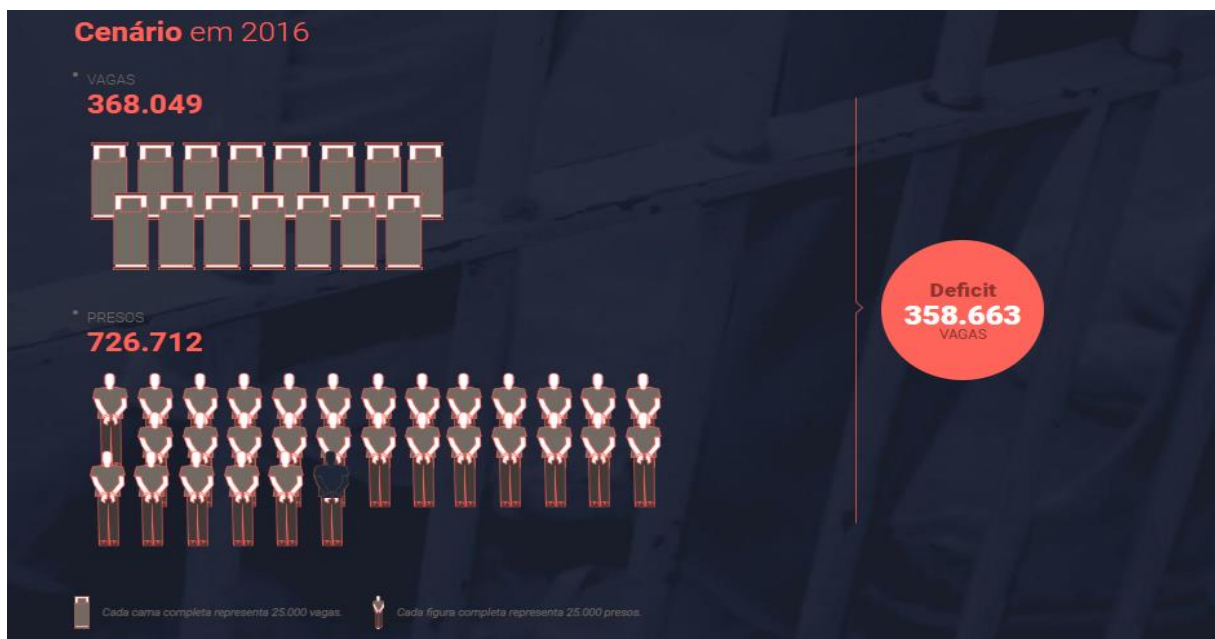 Cenário em 2016
VAGAS
368.049
PRESOS
726.712
Deficit
358.663
VAGAS
Cada cama completa representa 25.000 vagas.
Cada figura completa representa 25.000 presos.